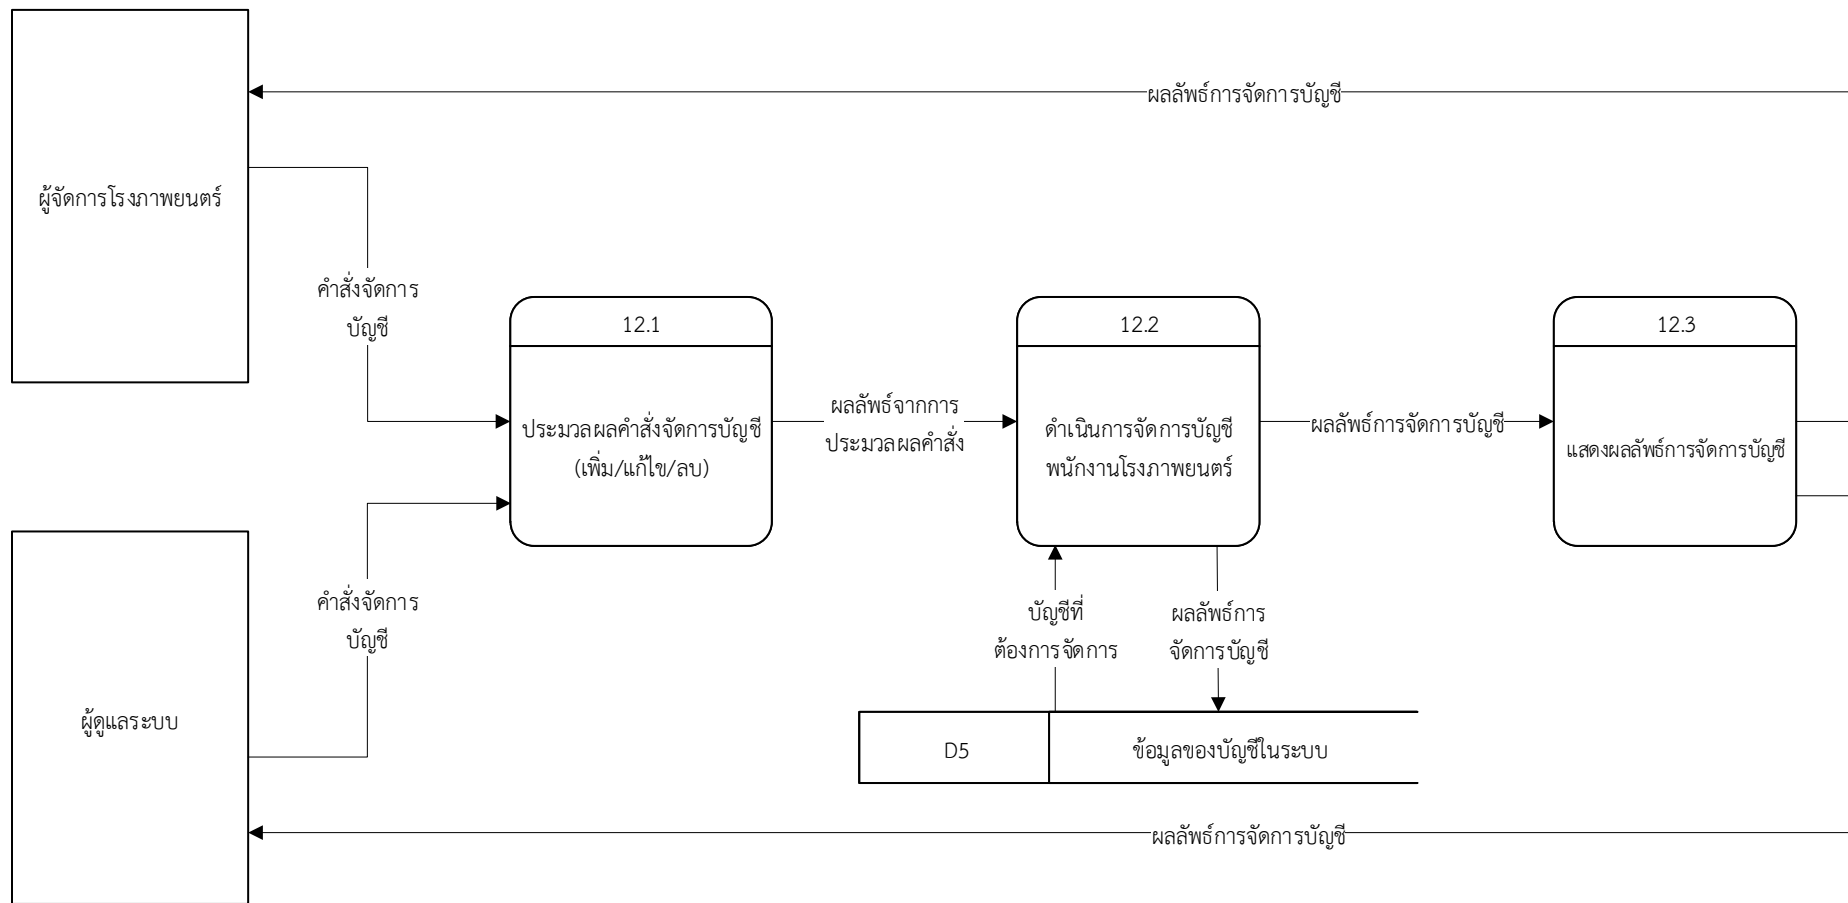 ผลลัพธ์การจัดการบัญชี
ผู้จัดการโรงภาพยนตร์
คำสั่งจัดการ
บัญชี
12.1
ประมวลผลคำสั่งจัดการบัญชี
(เพิ่ม/แก้ไข/ลบ)
ผลลัพธ์จากการ
ประมวลผลคำสั่ง
12.2
ดำเนินการจัดการบัญชี
พนักงานโรงภาพยนตร์
ผลลัพธ์การจัดการบัญชี
12.3
แสดงผลลัพธ์การจัดการบัญชี
คำสั่งจัดการ
บัญชี
บัญชีที่
ต้องการจัดการ
ผลลัพธ์การ
จัดการบัญชี
ผู้ดูแลระบบ
D5
ข้อมูลของบัญชีในระบบ
ผลลัพธ์การจัดการบัญชี